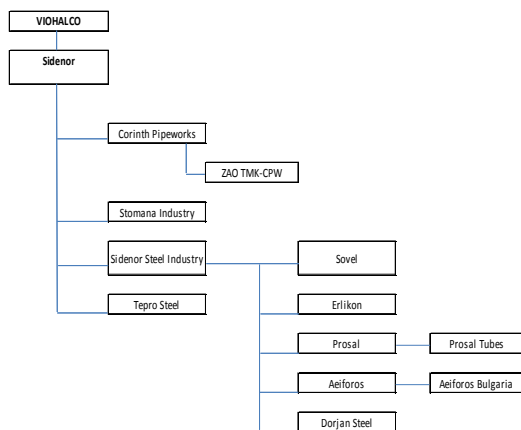 VIOHALCO
Sidenor
Corinth Pipeworks
ZAO TMK-CPW
Stomana Industry
Sidenor Steel Industry
Sovel
Tepro Steel
Erlikon
Prosal
Prosal Tubes
Aeiforos
Aeiforos Bulgaria
Dorjan Steel